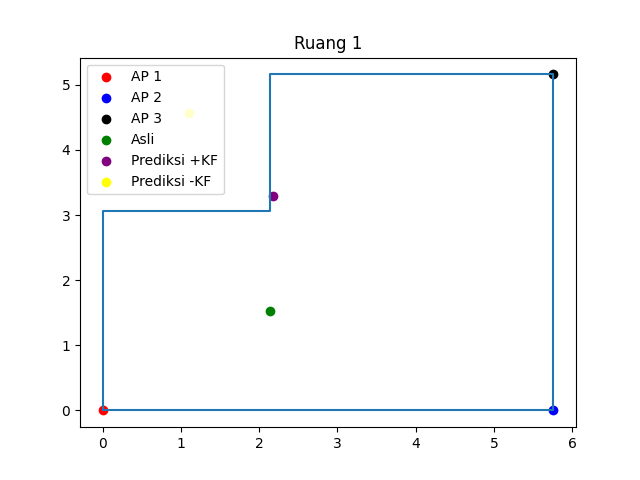 Ruang 1
AP 1
AP 2
AP 3
Asli
Prediksi +KF
Prediksi -KF
5
4
3
2
1
0
0 1 2 3 4 5 6